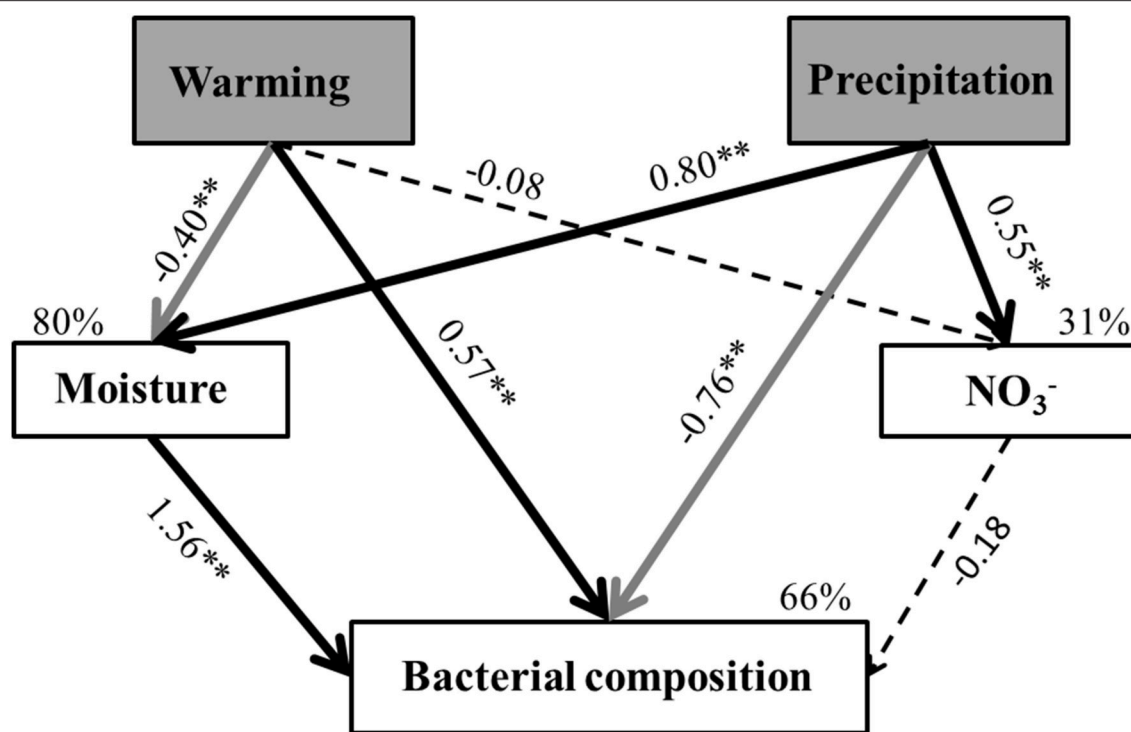 Warming
Precipitation
-0.40**
-0.08
0.80**
0.55**
80%
31%
Moisture
0.57**
-0.76**
NO₃⁻
1.56**
-0.18
66%
Bacterial composition